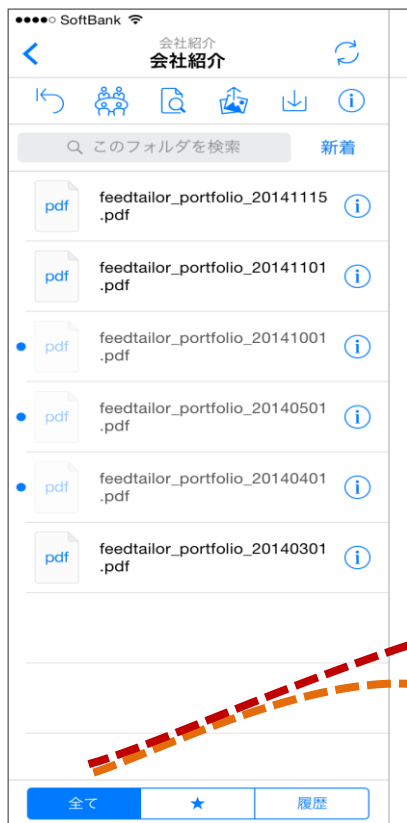 SoftBank
会社紹介
会社紹介
このフォルダを検索
新着
pdf
feedtailor_portfolio_20141115
.pdf
pdf
feedtailor_portfolio_20141101
.pdf
pdf
feedtailor_portfolio_20141001
.pdf
pdf
feedtailor_portfolio_20140501
.pdf
pdf
feedtailor_portfolio_20140401
.pdf
pdf
feedtailor_portfolio_20140301
.pdf
全て
★
履歴